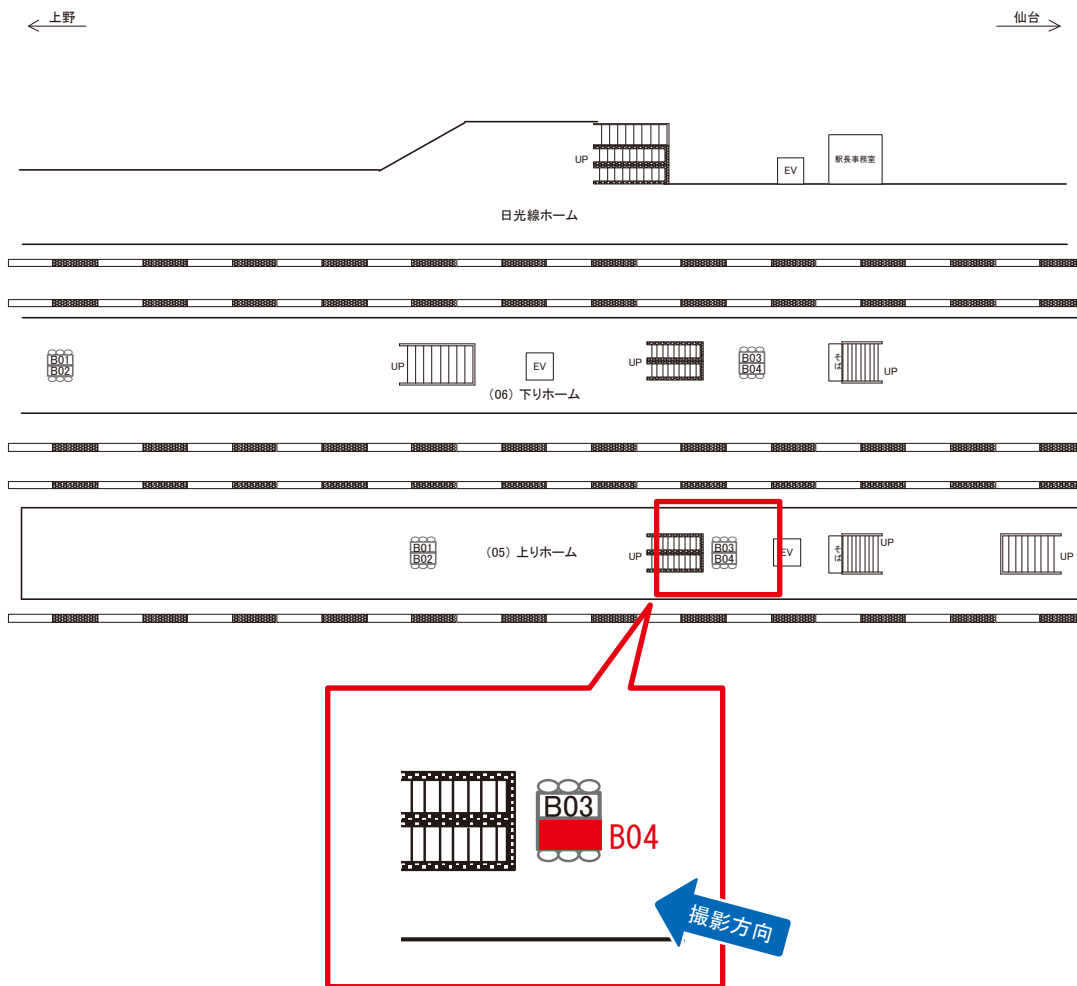 上野
仙台
UP
EV
駅長事務室
日光線ホーム
B01
B02
UP
EV
UP
B03
B04
そば
UP
(06) 下りホーム
B01
B02
(05) 上りホーム
UP
B03
B04
EV
そば
UP
UP
B03
B04
撮影方向